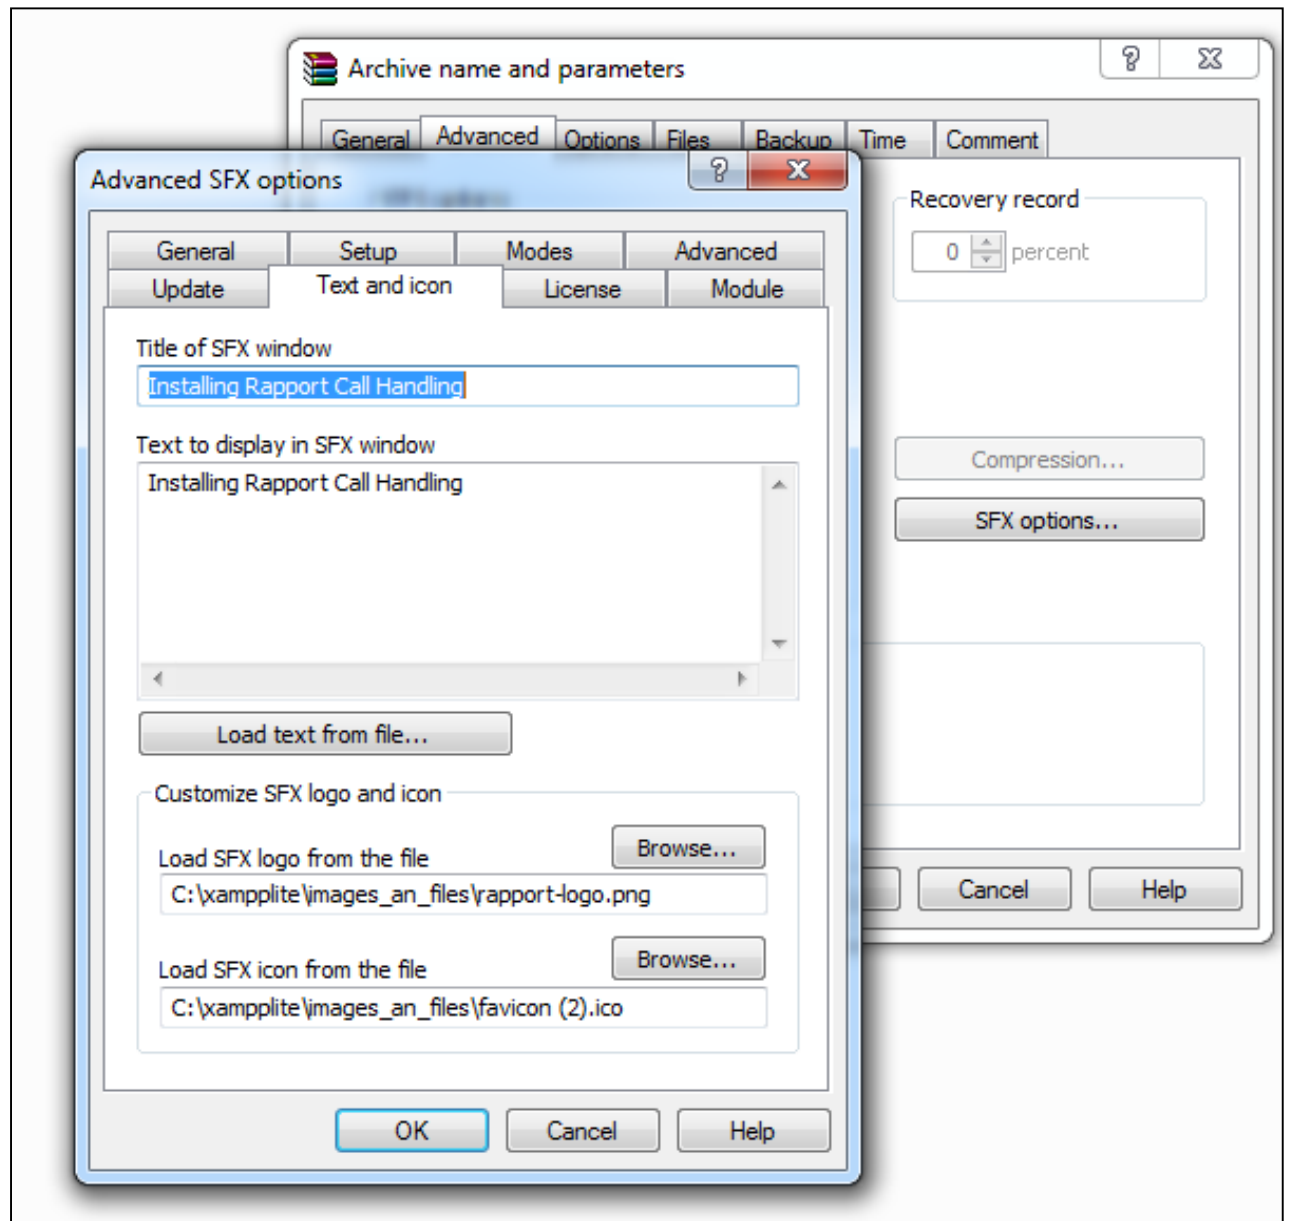 Archive name and parameters
General Advanced Options Files Backup Time Comment
Advanced SFX options
Recovery record
0 percent
General Setup Modes Advanced
Update Text and icon License Module
Title of SFX window
Installing Rapport Call Handling
Text to display in SFX window
Installing Rapport Call Handling
Compression...
SFX options...
Load text from file...
Customize SFX logo and icon
Load SFX logo from the file
Browse...
C:\xampplite\images_an_files\rapport-logo.png
Load SFX icon from the file
Browse...
C:\xampplite\images_an_files\favicon (2).ico
Cancel Help
OK Cancel Help